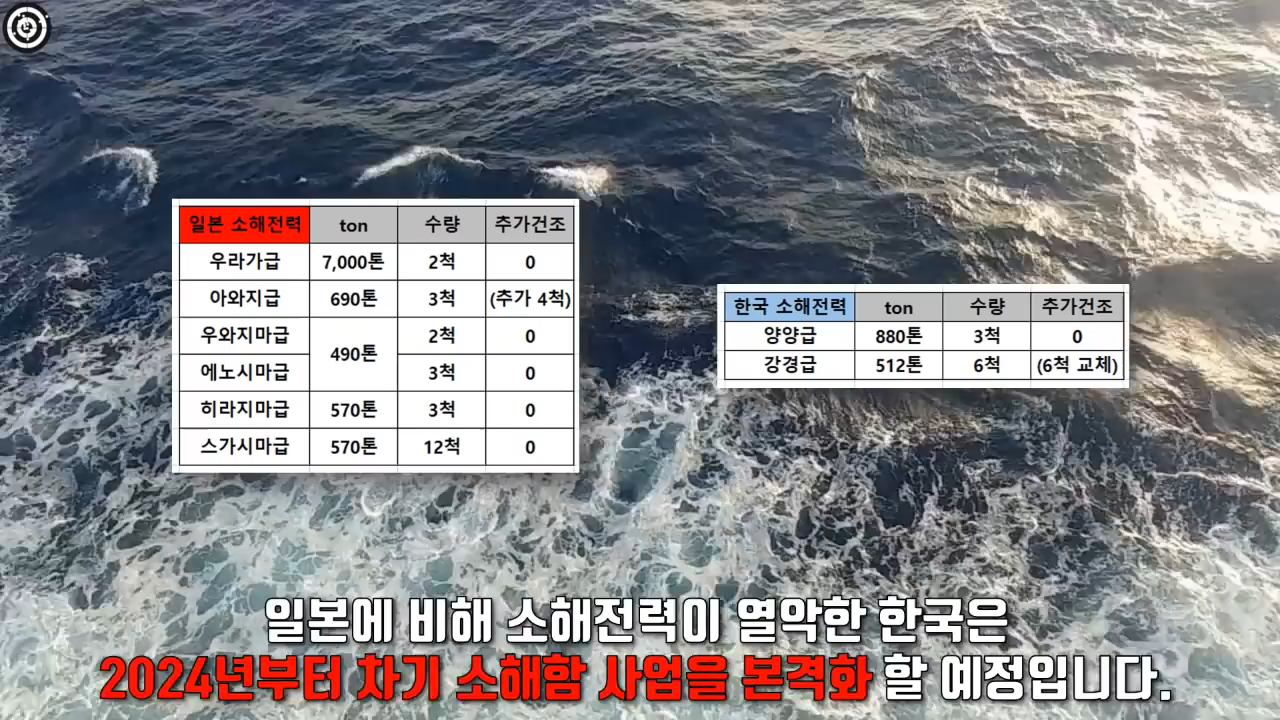 일본 소해전력 ton 수량 추가건조
우라가급 7,000톤 2척 0
아와지급 690톤 3척 (추가 4척)
우와지마급 490톤 2척 0
에노시마급 3척 0
히라지마급 570톤 3척 0
스가시마급 570톤 12척 0
한국 소해전력 ton 수량 추가건조
양양급 880톤 3척 0
강경급 512톤 6척 (6척 교체)
일본에 비해 소해전력이 열악한 한국은
2024년부터 차기 소해함 사업을 본격화 할 예정입니다.